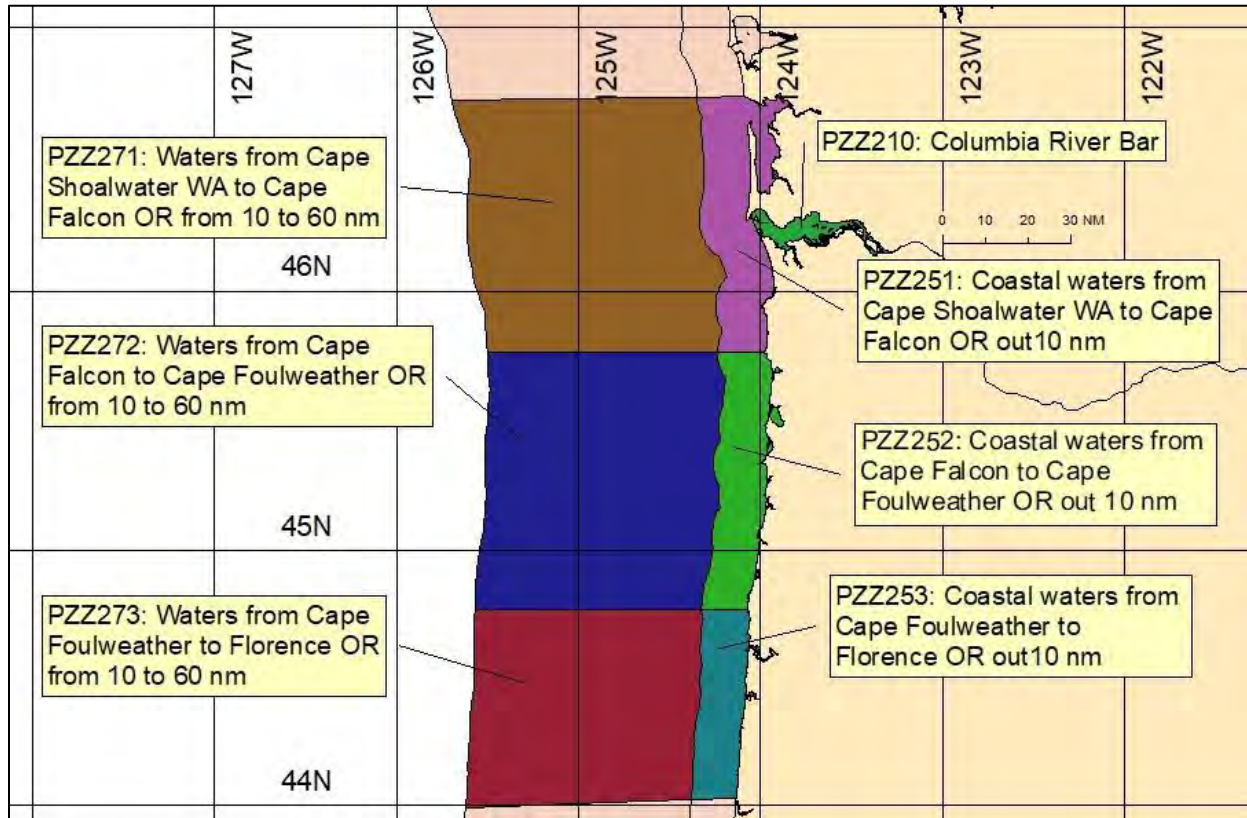 127W
126W
125W
124W
123W
122W
PZZ271: Waters from Cape
Shoalwater WA to Cape
Falcon OR from 10 to 60 nm
PZZ210: Columbia River Bar
0 10 20 30 NM
46N
PZZ251: Coastal waters from
Cape Shoalwater WA to Cape
Falcon OR out10 nm
PZZ272: Waters from Cape
Falcon to Cape Foulweather OR
from 10 to 60 nm
PZZ252: Coastal waters from
Cape Falcon to Cape
Foulweather OR out 10 nm
45N
PZZ253: Coastal waters from
Cape Foulweather to
Florence OR out10 nm
PZZ273: Waters from Cape
Foulweather to Florence OR
from 10 to 60 nm
44N